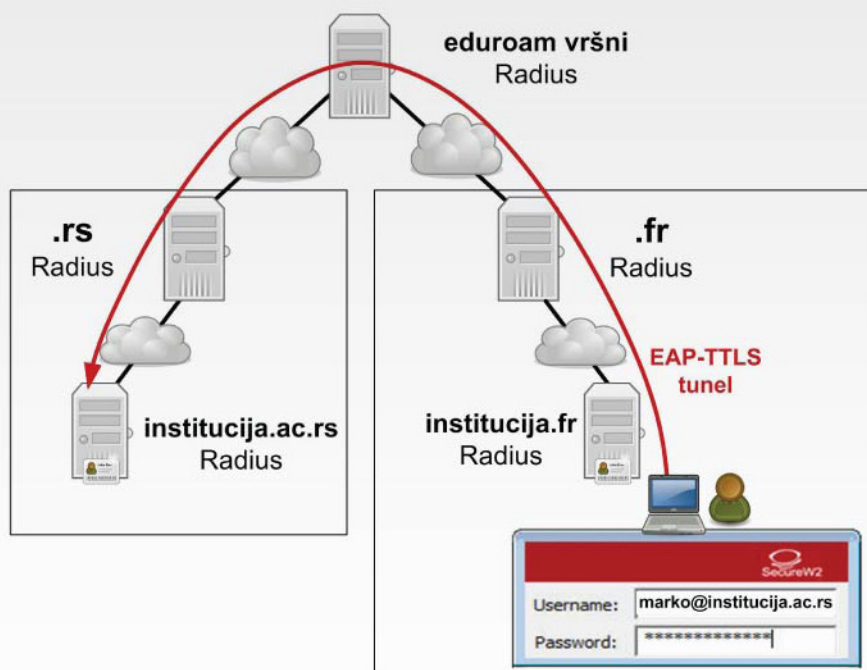 eduroam vršni
Radius
.rs
Radius
.fr
Radius
EAP-TTLS
tunel
institucija.ac.rs
Radius
institucija.fr
Radius
SecureW2
Username: marko@institucija.ac.rs
Password: *************